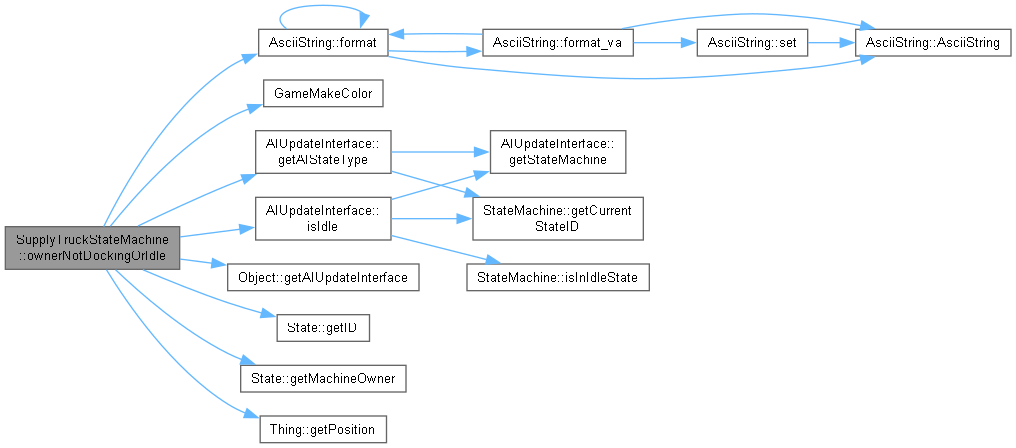 AsciiString::format
AsciiString::format_va
AsciiString::set
AsciiString::AsciiString
GameMakeColor
AIUpdateInterface::
getAIStateType
AIUpdateInterface::
getStateMachine
AIUpdateInterface::
isIdle
StateMachine::getCurrent
StateID
SupplyTruckStateMachine
::ownerNotDockingOrIdle
Object::getAIUpdateInterface
StateMachine::isInIdleState
State::getID
State::getMachineOwner
Thing::getPosition